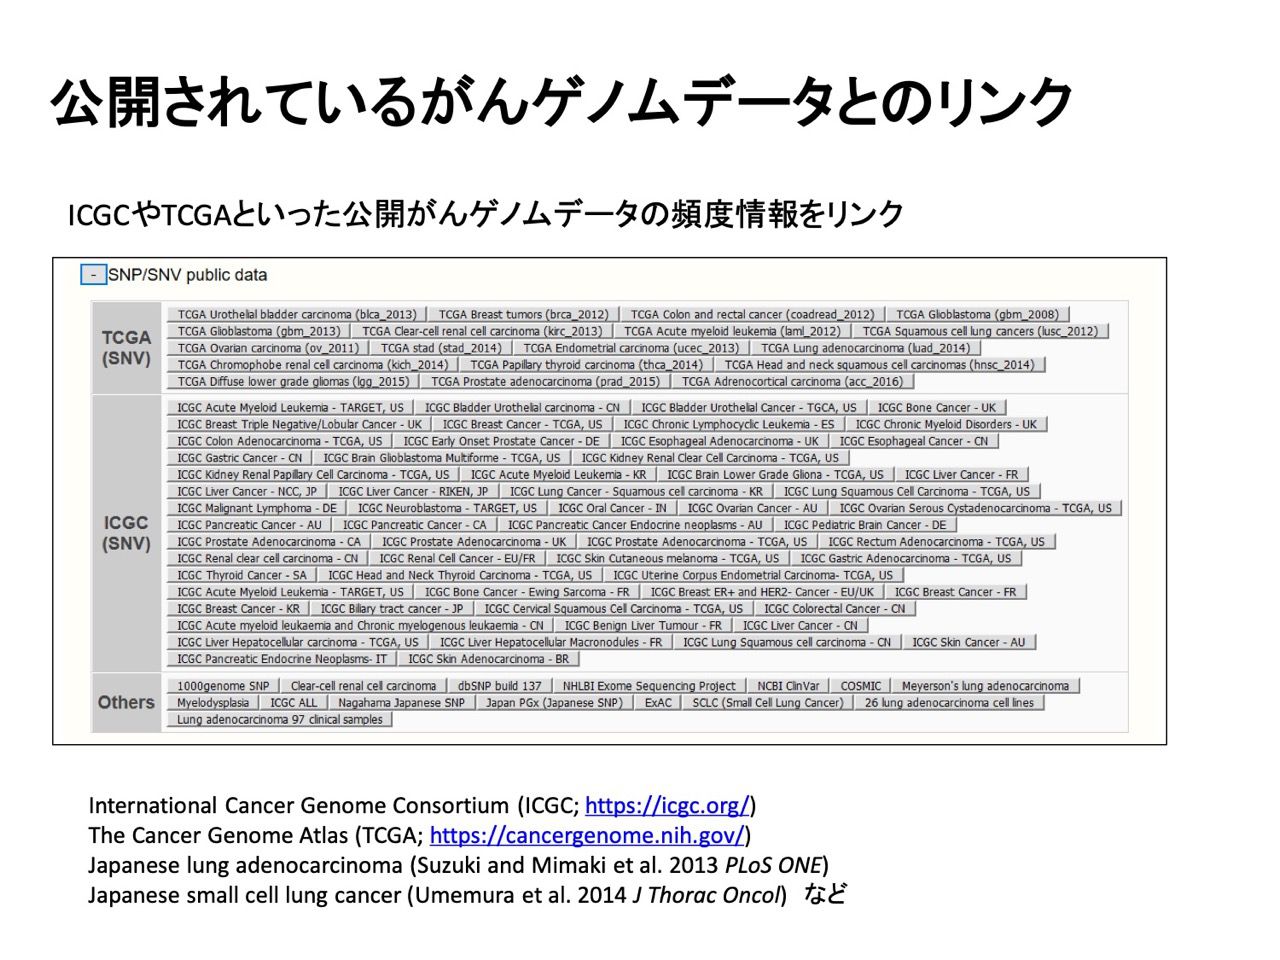 公開されているがんゲノムデータとのリンク
ICGCやTCGAといった公開がんゲノムデータの頻度情報をリンク
- SNP/SNV public data
TCGA (SNV)
TCGA Urothelial bladder carcinoma (blca_2013) TCGA Breast tumors (brca_2012) TCGA Colon and rectal cancer (coadread_2012) TCGA Glioblastoma (gbm_2008)
TCGA Glioblastoma (gbm_2013) TCGA Clear-cell renal cell carcinoma (kirc_2013) TCGA Acute myeloid leukemia (laml_2012) TCGA Squamous cell lung cancers (lusc_2012)
TCGA Ovarian carcinoma (ov_2011) TCGA stad (stad_2014) TCGA Endometrial carcinoma (ucec_2013) TCGA Lung adenocarcinoma (luad_2014)
TCGA Chromophobe renal cell carcinoma (kich_2014) TCGA Papillary thyroid carcinoma (thca_2014) TCGA Head and neck squamous cell carcinomas (hnsc_2014)
TCGA Diffuse lower grade gliomas (lgg_2015) TCGA Prostate adenocarcinoma (prad_2015) TCGA Adrenocortical carcinoma (acc_2016)
ICGC (SNV)
ICGC Acute Myeloid Leukemia - TARGET, US ICGC Bladder Urothelial carcinoma - CN ICGC Bladder Urothelial Cancer - TGCA, US ICGC Bone Cancer - UK
ICGC Breast Triple Negative/Lobular Cancer - UK ICGC Breast Cancer - TCGA, US ICGC Chronic Lymphocyclic Leukemia - ES ICGC Chronic Myeloid Disorders - UK
ICGC Colon Adenocarcinoma - TCGA, US ICGC Early Onset Prostate Cancer - DE ICGC Esophageal Adenocarcinoma - UK ICGC Esophageal Cancer - CN
ICGC Gastric Cancer - CN ICGC Brain Glioblastoma Multiforme - TCGA, US ICGC Kidney Renal Clear Cell Carcinoma - TCGA, US
ICGC Kidney Renal Papillary Cell Carcinoma - TCGA, US ICGC Acute Myeloid Leukemia - KR ICGC Brain Lower Grade Gliona - TCGA, US ICGC Liver Cancer - FR
ICGC Liver Cancer - NCC, JP ICGC Liver Cancer - RIKEN, JP ICGC Lung Cancer - Squamous cell carcinoma - KR ICGC Lung Squamous Cell Carcinoma - TCGA, US
ICGC Malignant Lymphoma - DE ICGC Neuroblastoma - TARGET, US ICGC Oral Cancer - IN ICGC Ovarian Cancer - AU ICGC Ovarian Serous Cystadenocarcinoma - TCGA, US
ICGC Pancreatic Cancer - AU ICGC Pancreatic Cancer - CA ICGC Pancreatic Cancer Endocrine neoplasms - AU ICGC Pediatric Brain Cancer - DE
ICGC Prostate Adenocarcinoma - CA ICGC Prostate Adenocarcinoma - UK ICGC Prostate Adenocarcinoma - TCGA, US ICGC Rectum Adenocarcinoma - TCGA, US
ICGC Renal clear cell carcinoma - CN ICGC Renal Cell Cancer - EU/FR ICGC Skin Cutaneous melanoma - TCGA, US ICGC Gastric Adenocarcinoma - TCGA, US
ICGC Thyroid Cancer - SA ICGC Head and Neck Thyroid Carcinoma - TCGA, US ICGC Uterine Corpus Endometrial Carcinoma- TCGA, US
ICGC Acute Myeloid Leukemia - TARGET, US ICGC Bone Cancer - Ewing Sarcoma - FR ICGC Breast ER+ and HER2- Cancer - EU/UK ICGC Breast Cancer - FR
ICGC Breast Cancer - KR ICGC Biliary tract cancer - JP ICGC Cervical Squamous Cell Carcinoma - TCGA, US ICGC Colorectal Cancer - CN
ICGC Acute myeloid leukaemia and Chronic myelogenous leukaemia - CN ICGC Benign Liver Tumour - FR ICGC Liver Cancer - CN
ICGC Liver Hepatocellular carcinoma - TCGA, US ICGC Liver Hepatocellular Macronodules - FR ICGC Lung Squamous cell carcinoma - CN ICGC Skin Cancer - AU
ICGC Pancreatic Endocrine Neoplasms- IT ICGC Skin Adenocarcinoma - BR
Others
1000genome SNP Clear-cell renal cell carcinoma dbSNP build 137 NHLBI Exome Sequencing Project NCBI ClinVar COSMIC Meyerson's lung adenocarcinoma
Myelodysplasia ICGC ALL Nagahama Japanese SNP Japan PGx (Japanese SNP) ExAC SCLC (Small Cell Lung Cancer) 26 lung adenocarcinoma cell lines
Lung adenocarcinoma 97 clinical samples
International Cancer Genome Consortium (ICGC; https://icgc.org/)
The Cancer Genome Atlas (TCGA; https://cancergenome.nih.gov/)
Japanese lung adenocarcinoma (Suzuki and Mimaki et al. 2013 PLoS ONE)
Japanese small cell lung cancer (Umemura et al. 2014 J Thorac Oncol) など